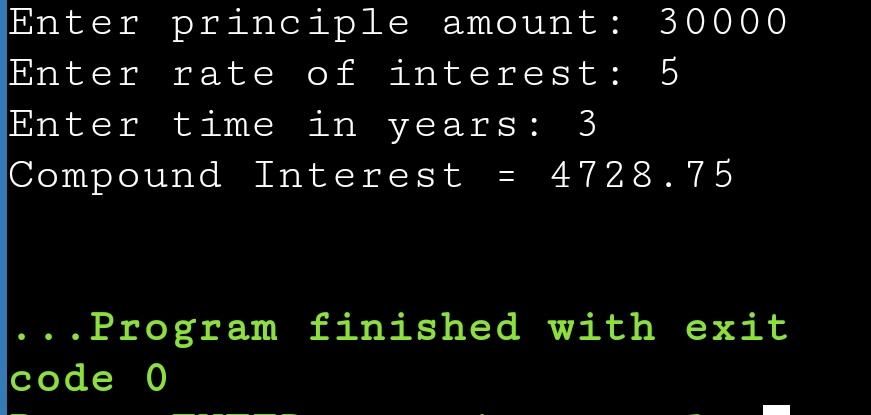 Enter principle amount: 30000
Enter rate of interest: 5
Enter time in years: 3
Compound Interest = 4728.75
...Program finished with exit
code 0